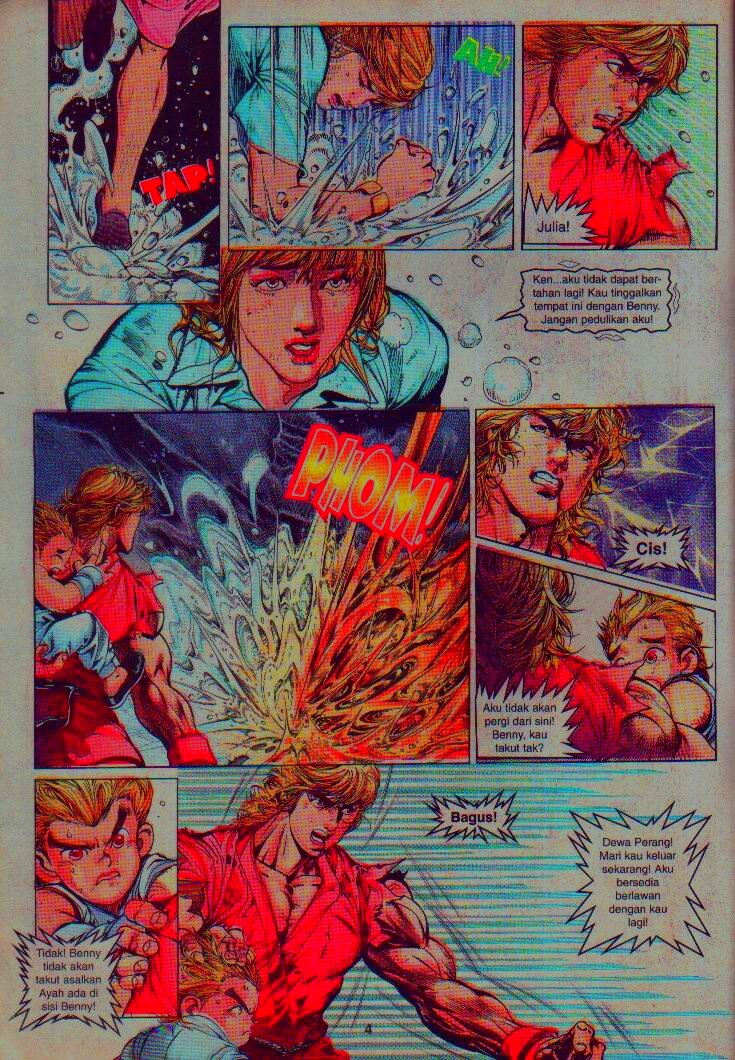 TAP!
AH!
Julia!
Ken...aku tidak dapat ber-
tahan lagi! Kau tinggalkan
tempat ini dengan Benny.
Jangan pedulikan aku!
PHOM!
Cis!
Aku tidak akan
pergi dari sini!
Benny, kau
takut tak?
Tidak! Benny
tidak akan
takut asalkan
Ayah ada di
sisi Benny!
Bagus!
Dewa Perang!
Mari kau keluar
sekarang! Aku
bersedia
berlawan
dengan kau
lagi!
4